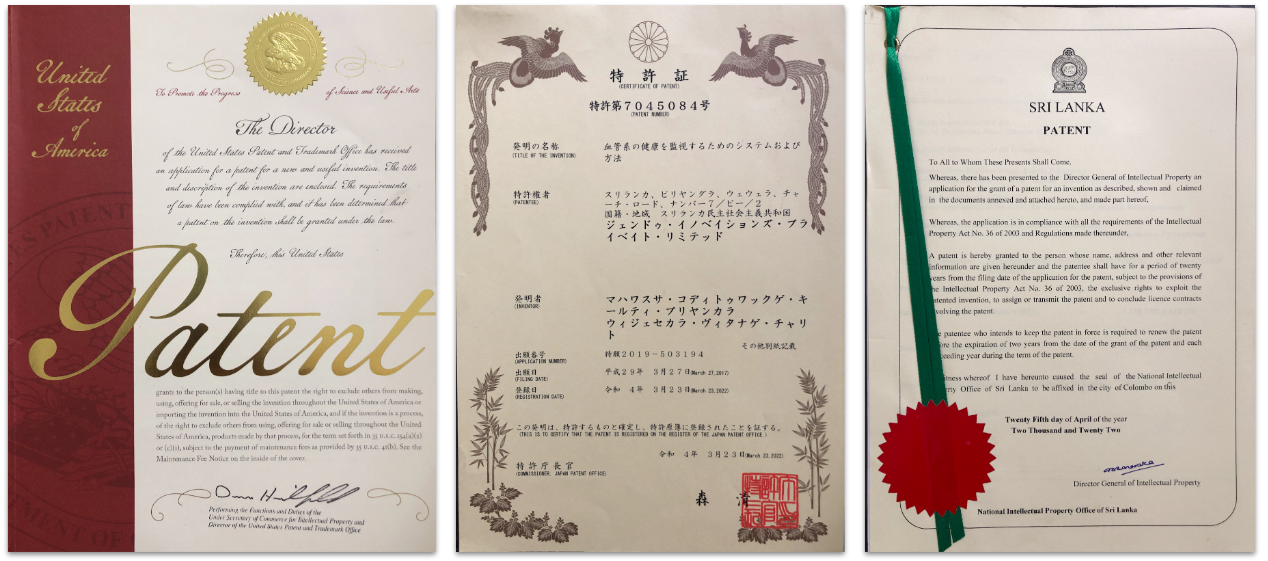 United
States
of
America
To Promote the Progress
of Science and Useful Arts
The Director
of the United States Patent and Trademark Office has received
an application for a patent for a new and useful invention. The title
and description of the invention are enclosed. The requirements
of law have been complied with, and it has been determined that
a patent on the invention shall be granted under the law.
Therefore, this United States
Patent
grants to the person(s) having title to this patent the right to exclude others from making,
using, offering for sale, or selling the invention throughout the United States of America or
importing the invention into the United States of America, and if the invention is a process,
of the right to exclude others from using, offering for sale or selling throughout the United
States of America, products made by that process, for the term set forth in 35 U.S.C. 154(a)(2)
or (c)(1), subject to the payment of maintenance fees as provided by 35 U.S.C. 41(b). See the
Maintenance Fee Notice on the inside of the cover.
Performing the Functions and Duties of the
Under Secretary of Commerce for Intellectual Property and
Director of the United States Patent and Trademark Office
特許証
(CERTIFICATE OF PATENT)
特許第7045084号
(PATENT NUMBER)
発明の名称
(TITLE OF THE INVENTION)
血管系の健康を監視するためのシステムおよび
方法
特許権者
(PATENTEE)
スリランカ、ピリヤンダラ、ウェウェラ、チャ
ーチ・ロード、ナンバー7/ビー/2
国籍・地域 スリランカ民主社会主義共和国
ジェンドゥ・イノベイションズ・プラ
イベイト・リミテッド
発明者
(INVENTOR)
マハワスサ・コディトゥワックゲ・キ
ールティ・プリヤンカラ
ウィジェセカラ・ヴィタナゲ・チャリ
ト
その他別紙記載
出願番号
(APPLICATION NUMBER)
特願2019-503194
出願日
(FILING DATE)
平成29年 3月27日(March 27,2017)
登録日
(REGISTRATION DATE)
令和 4年 3月23日(March 23,2022)
この発明は、特許するものと確定し、特許原簿に登録されたことを証する。
(THIS IS TO CERTIFY THAT THE PATENT IS REGISTERED ON THE REGISTER OF THE JAPAN PATENT OFFICE.)
令和 4年 3月23日(March 23,2022)
特許庁長官
(COMMISSIONER, JAPAN PATENT OFFICE)
森 清
SRI LANKA
PATENT
To All to Whom These Presents Shall Come,
Whereas, there has been presented to the Director General of Intellectual Property an
application for the grant of a patent for an invention as described, shown and claimed
in the documents annexed and attached hereto, and made part hereof,
Whereas, the application is in compliance with all the requirements of the Intellectual
Property Act No. 36 of 2003 and Regulations made thereunder,
A patent is hereby granted to the person whose name, address and other relevant
information are given hereunder and the patentee shall have for a period of twenty
years from the filing date of the application for the patent, subject to the provisions of
the Intellectual Property Act No. 36 of 2003, the exclusive rights to exploit the
patented invention, to assign or transmit the patent and to conclude licence contracts
involving the patent.
patentee who intends to keep the patent in force is required to renew the patent
the expiration of two years from the date of the grant of the patent and each
year during the term of the patent.
whereof I have hereunto caused the seal of the National Intellectual
Office of Sri Lanka to be affixed in the city of Colombo on this
Twenty Fifth day of April of the year
Two Thousand and Twenty Two
Director General of Intellectual Property
National Intellectual Property Office of Sri Lanka